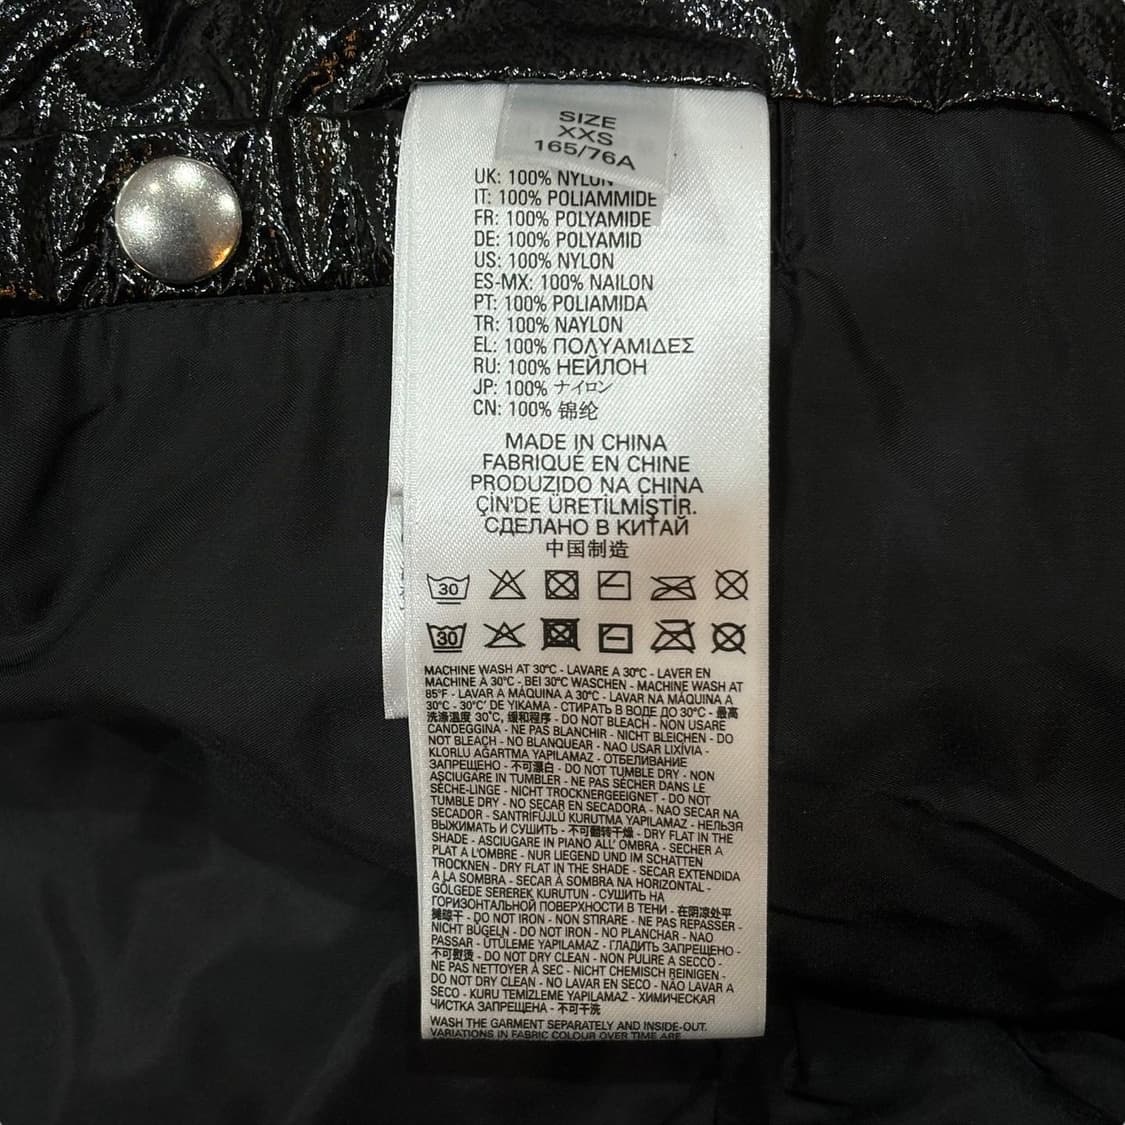 SIZE
XXS
165/76A
UK: 100% NYLON
IT: 100% POLIAMMIDE
FR: 100% POLYAMIDE
DE: 100% POLYAMID
US: 100% NYLON
ES-MX: 100% NAILON
PT: 100% POLIAMIDA
TR: 100% NAYLON
EL: 100% ΠΟΛΥΑΜΙΔΕΣ
RU: 100% НЕЙЛОН
JP: 100% ナイロン
CN: 100% 锦纶
MADE IN CHINA
FABRIQUÉ EN CHINE
PRODUZIDO NA CHINA
ÇİN'DE ÜRETİLMİŞTİR.
СДЕЛАНО В КИТАЙ
中国制造
30
30
MACHINE WASH AT 30°C - LAVARE A 30°C - LAVER EN
MACHINE À 30°C - BEI 30°C WASCHEN - MACHINE WASH AT
85°F - LAVAR A MÁQUINA A 30°C - LAVAR NA MÁQUINA A
30°C - 30°C' DE YIKAMA - СТИРАТЬ В ВОДЕ ДО 30°C - 最高
洗涤温度 30℃, 缓和程序 - DO NOT BLEACH - NON USARE
CANDEGGINA - NE PAS BLANCHIR - NICHT BLEICHEN - DO
NOT BLEACH - NO BLANQUEAR - NAO USAR LIXÍVIA -
KLORLU AĞARTMA YAPILAMAZ - ОТБЕЛИВАНИЕ
ЗАПРЕЩЕНО - 不可漂白 - DO NOT TUMBLE DRY - NON
ASCIUGARE IN TUMBLER - NE PAS SÉCHER DANS LE
SÈCHE-LINGE - NICHT TROCKNERGEEIGNET - DO NOT
TUMBLE DRY - NO SECAR EN SECADORA - NAO SECAR NA
SECADOR - SANTRİFÜJLÜ KURUTMA YAPILAMAZ - НЕЛЬЗЯ
ВЫЖИМАТЬ И СУШИТЬ - 不可翻转干燥 - DRY FLAT IN THE
SHADE - ASCIUGARE IN PIANO ALL' OMBRA - SECHER A
PLAT A L'OMBRE - NUR LIEGEND UND IM SCHATTEN
TROCKNEN - DRY FLAT IN THE SHADE - SECAR EXTENDIDA
A LA SOMBRA - SECAR À SOMBRA NA HORIZONTAL -
GÖLGEDE SEREREK KURUTUN - СУШИТЬ НА
ГОРИЗОНТАЛЬНОЙ ПОВЕРХНОСТИ В ТЕНИ - 在阴凉处平
摊晾干 - DO NOT IRON - NON STIRARE - NE PAS REPASSER -
NICHT BÜGELN - DO NOT IRON - NO PLANCHAR - NAO
PASSAR - ÜTÜLEME YAPILAMAZ - ГЛАДИТЬ ЗАПРЕЩЕНО -
不可熨烫 - DO NOT DRY CLEAN - NON PULIRE A SECCO -
NE PAS NETTOYER À SEC - NICHT CHEMISCH REINIGEN -
DO NOT DRY CLEAN - NO LAVAR EN SECO - NÃO LAVAR A
SECO - KURU TEMİZLEME YAPILAMAZ - ХИМИЧЕСКАЯ
ЧИСТКА ЗАПРЕЩЕНА - 不可干洗
WASH THE GARMENT SEPARATELY AND INSIDE-OUT.
VARIATIONS IN FABRIC COLOUR OVER TIME ARE